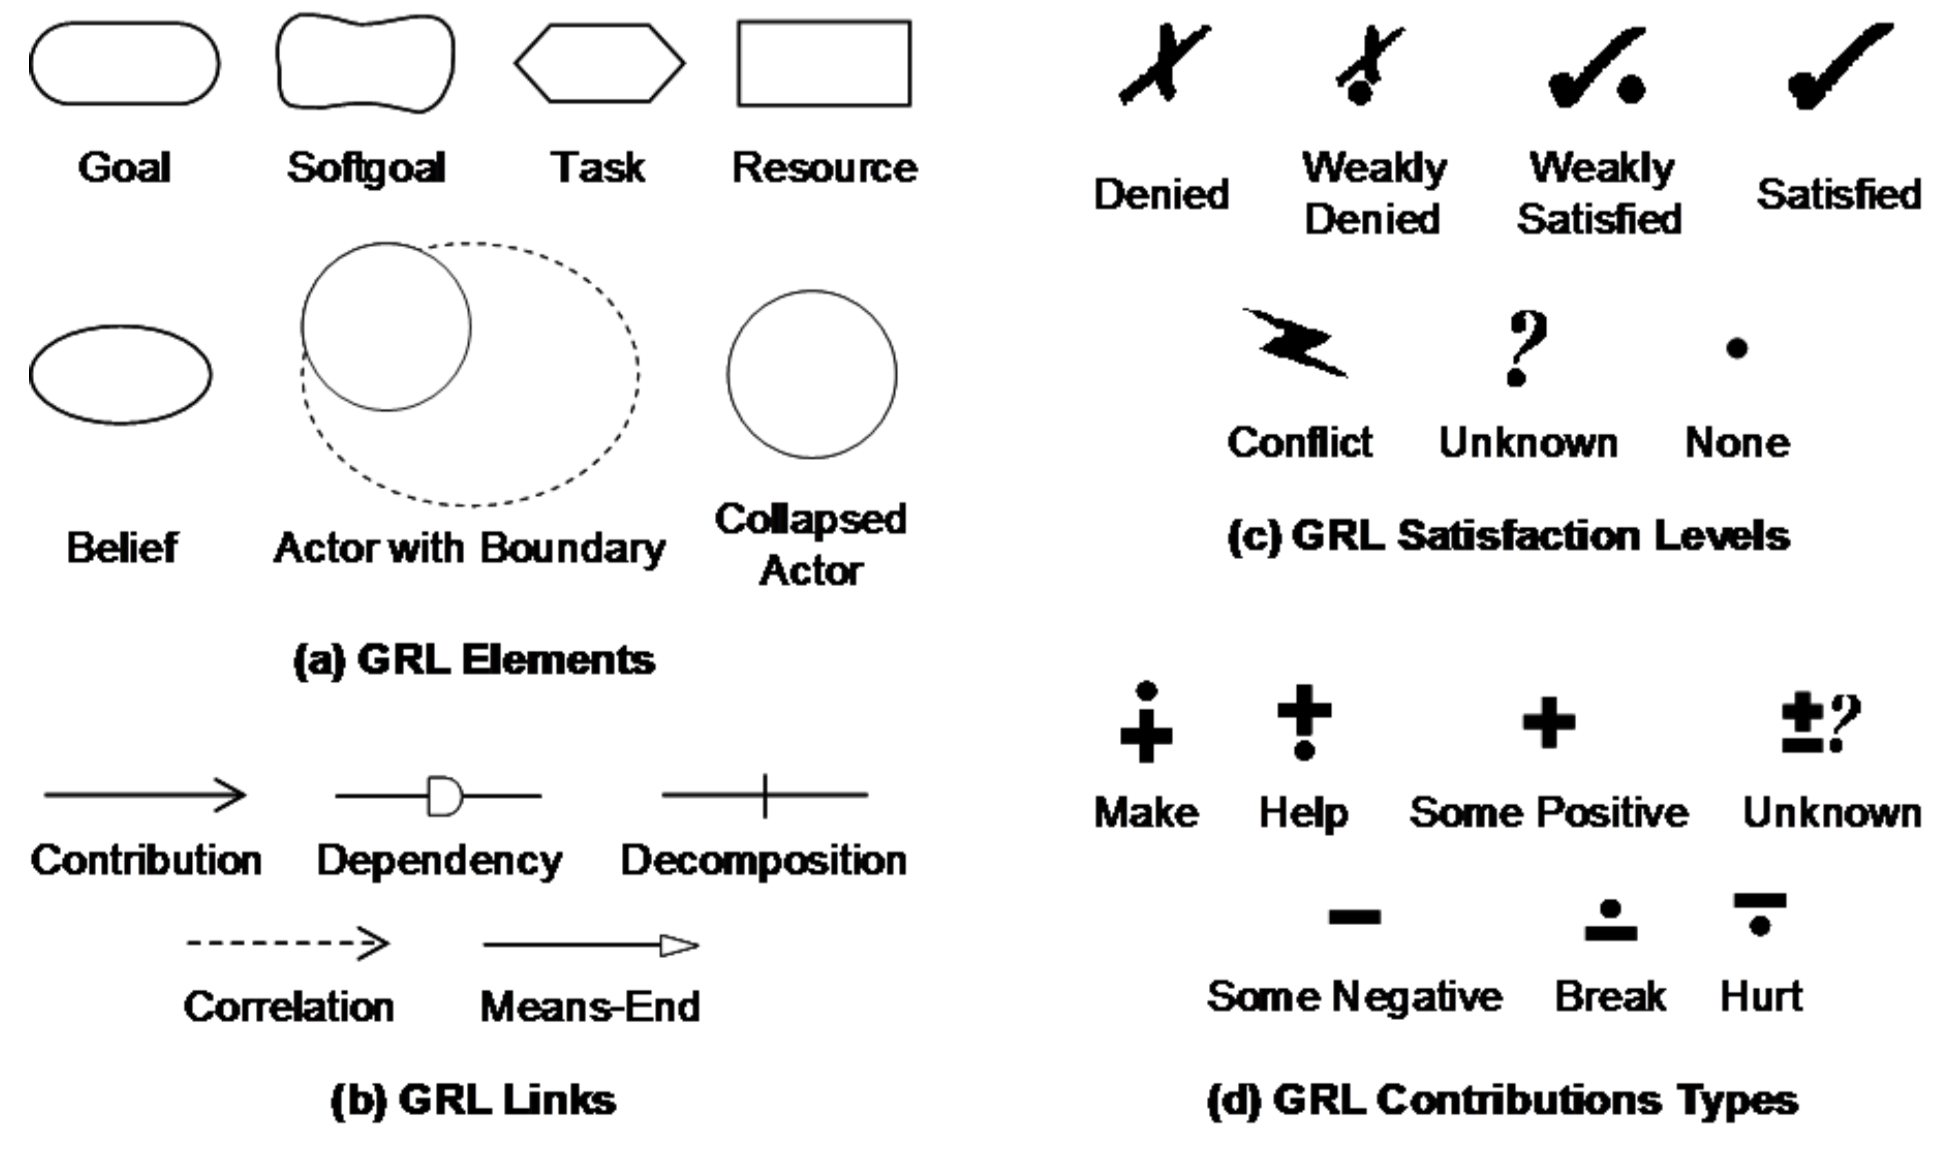 Goal Softgoal Task Resource
Belief Actor with Boundary Collapsed
Actor
(a) GRL Elements
Contribution Dependency Decomposition
Correlation Means-End
(b) GRL Links
Denied Weakly
Denied Weakly
Satisfied Satisfied
Conflict Unknown None
(c) GRL Satisfaction Levels
Make Help Some Positive Unknown
Some Negative Break Hurt
(d) GRL Contributions Types